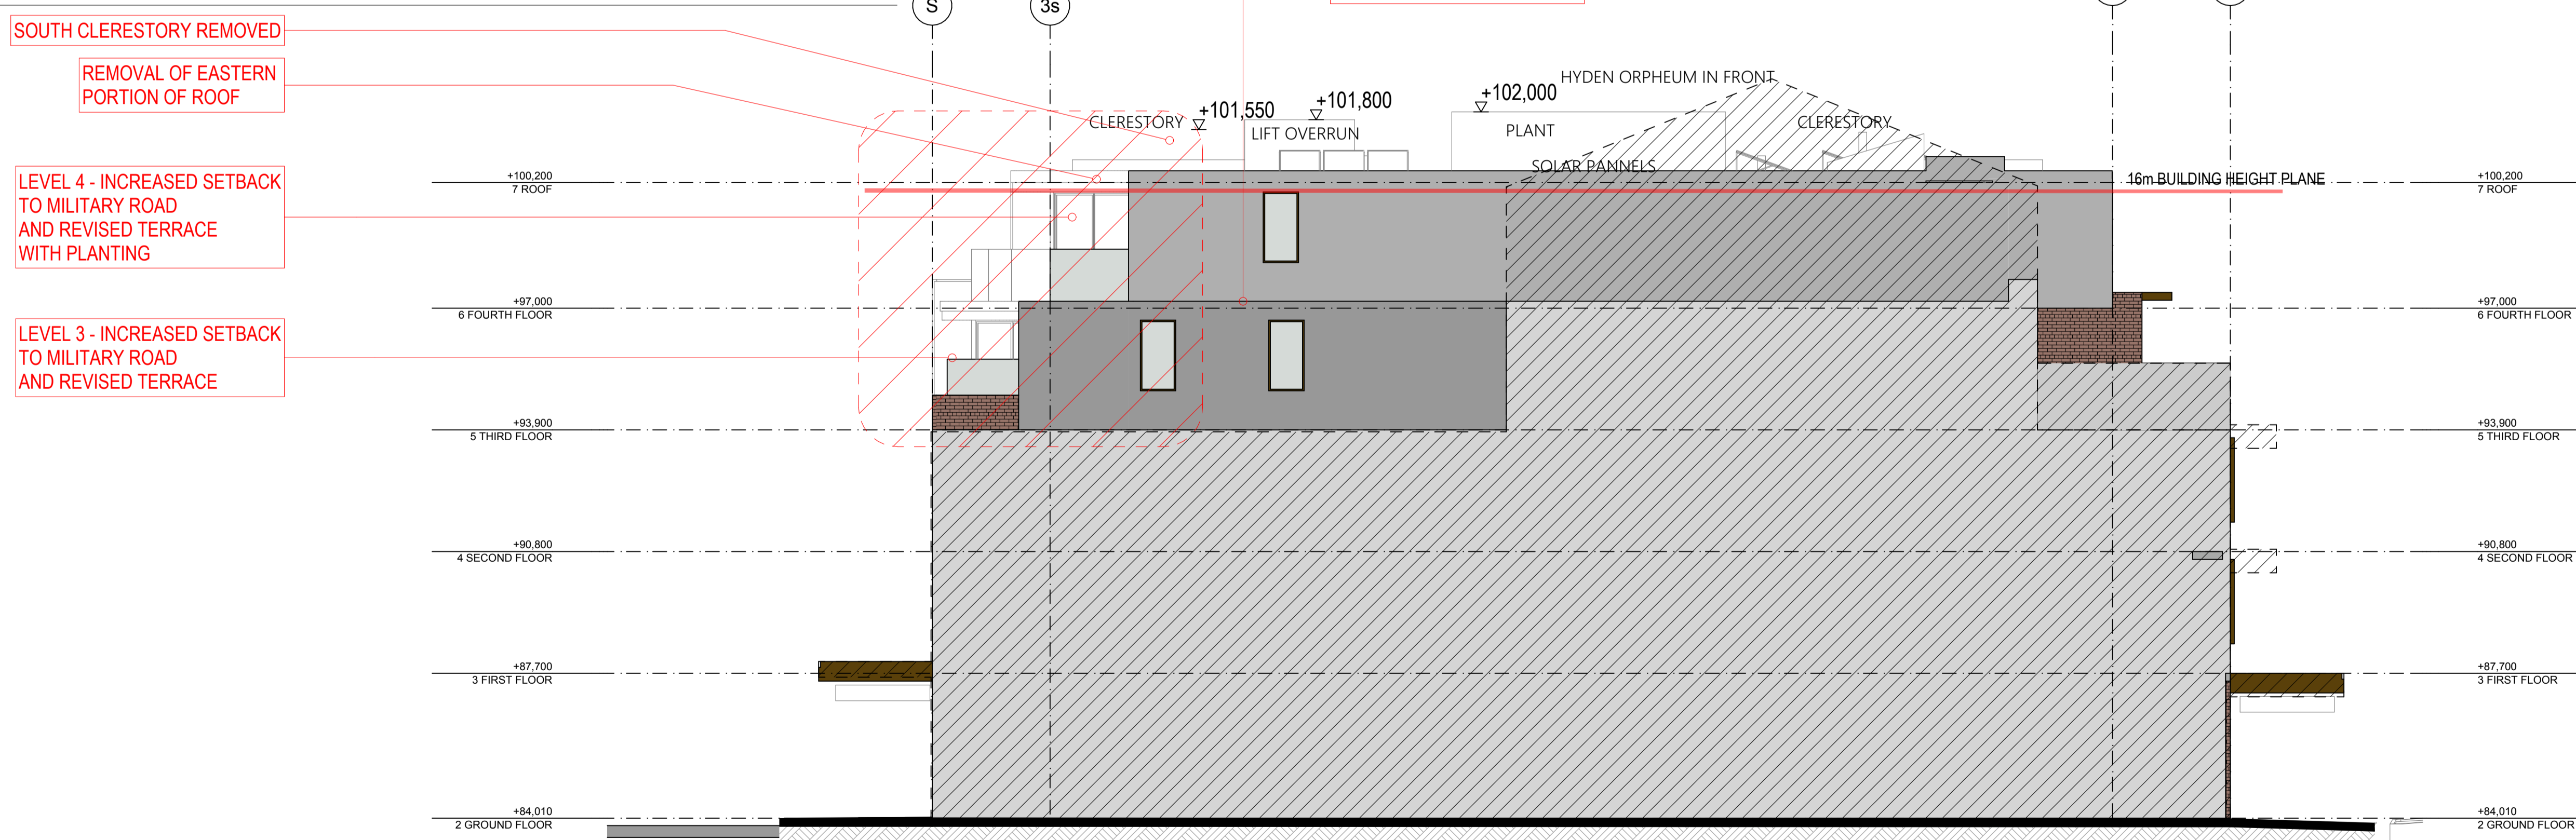 S
3s
SOUTH CLERESTORY REMOVED
REMOVAL OF EASTERN
PORTION OF ROOF
LEVEL 4 - INCREASED SETBACK
TO MILITARY ROAD
AND REVISED TERRACE
WITH PLANTING
LEVEL 3 - INCREASED SETBACK
TO MILITARY ROAD
AND REVISED TERRACE
HYDEN ORPHEUM IN FRONT
CLERESTORY
+101,550
+101,800
LIFT OVERRUN
+102,000
PLANT
CLERESTORY
SOLAR PANNELS
16m BUILDING HEIGHT PLANE
+100,200
7 ROOF
+97,000
6 FOURTH FLOOR
+93,900
5 THIRD FLOOR
+90,800
4 SECOND FLOOR
+87,700
3 FIRST FLOOR
+84,010
2 GROUND FLOOR
+100,200
7 ROOF
+97,000
6 FOURTH FLOOR
+93,900
5 THIRD FLOOR
+90,800
4 SECOND FLOOR
+87,700
3 FIRST FLOOR
+84,010
2 GROUND FLOOR